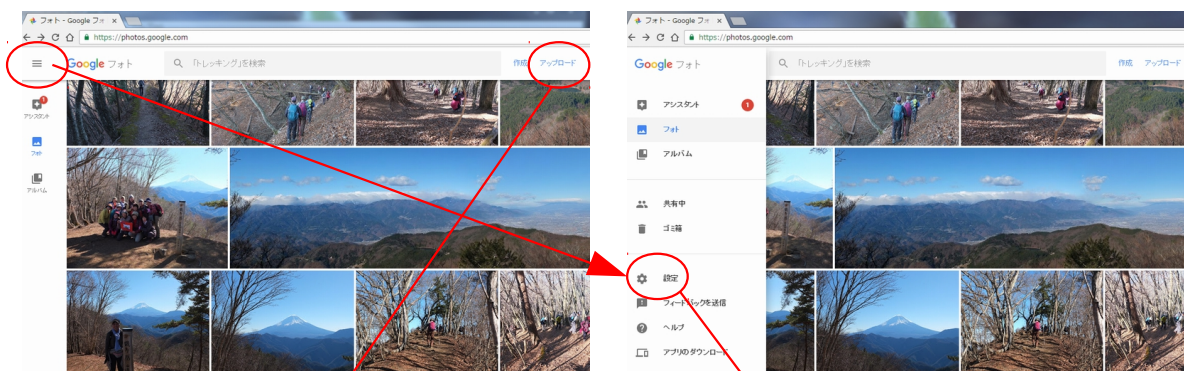 フォト - Google フォ ×
https://photos.google.com
Google フォト
「トレッキング」を検索
作成
アップロード
1
アシスタント
フォト
アルバム
フォト - Google フォ ×
https://photos.google.com
Google フォト
「トレッキング」を検索
作成
アップロード
アシスタント
1
フォト
アルバム
共有中
ゴミ箱
設定
フィードバックを送信
ヘルプ
アプリのダウンロード